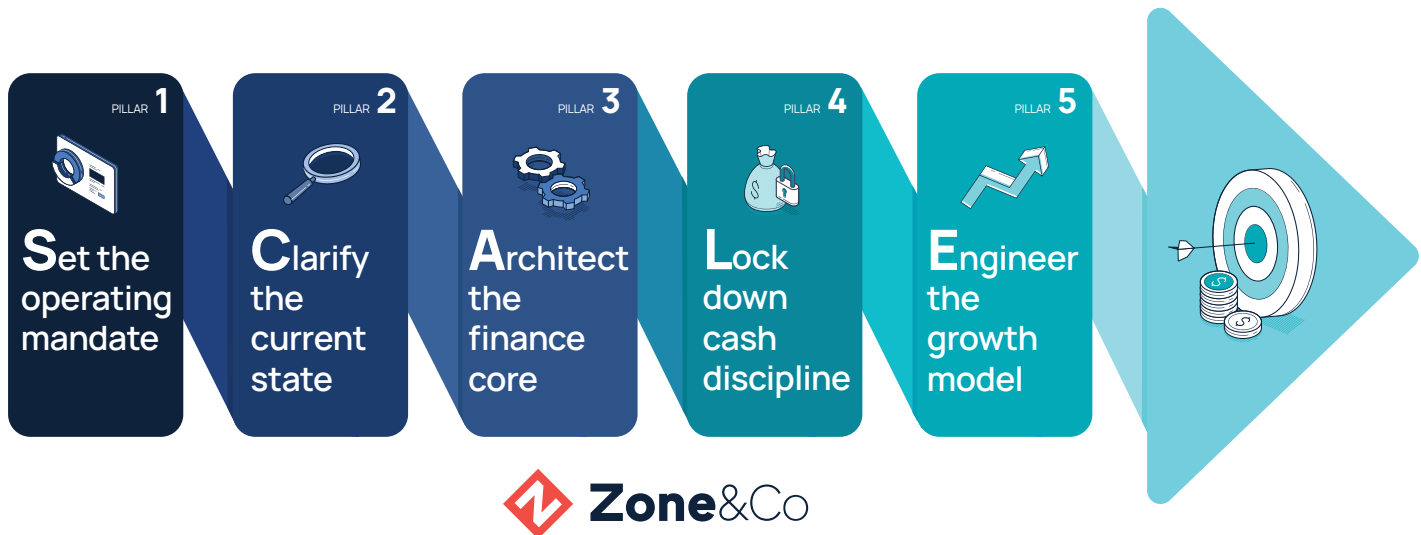 PILLAR 1
Set the
operating
mandate
PILLAR 2
Clarify
the
current
state
PILLAR 3
Architect
the
finance
core
PILLAR 4
Lock
down
cash
discipline
PILLAR 5
Engineer
the
growth
model
Zone&Co